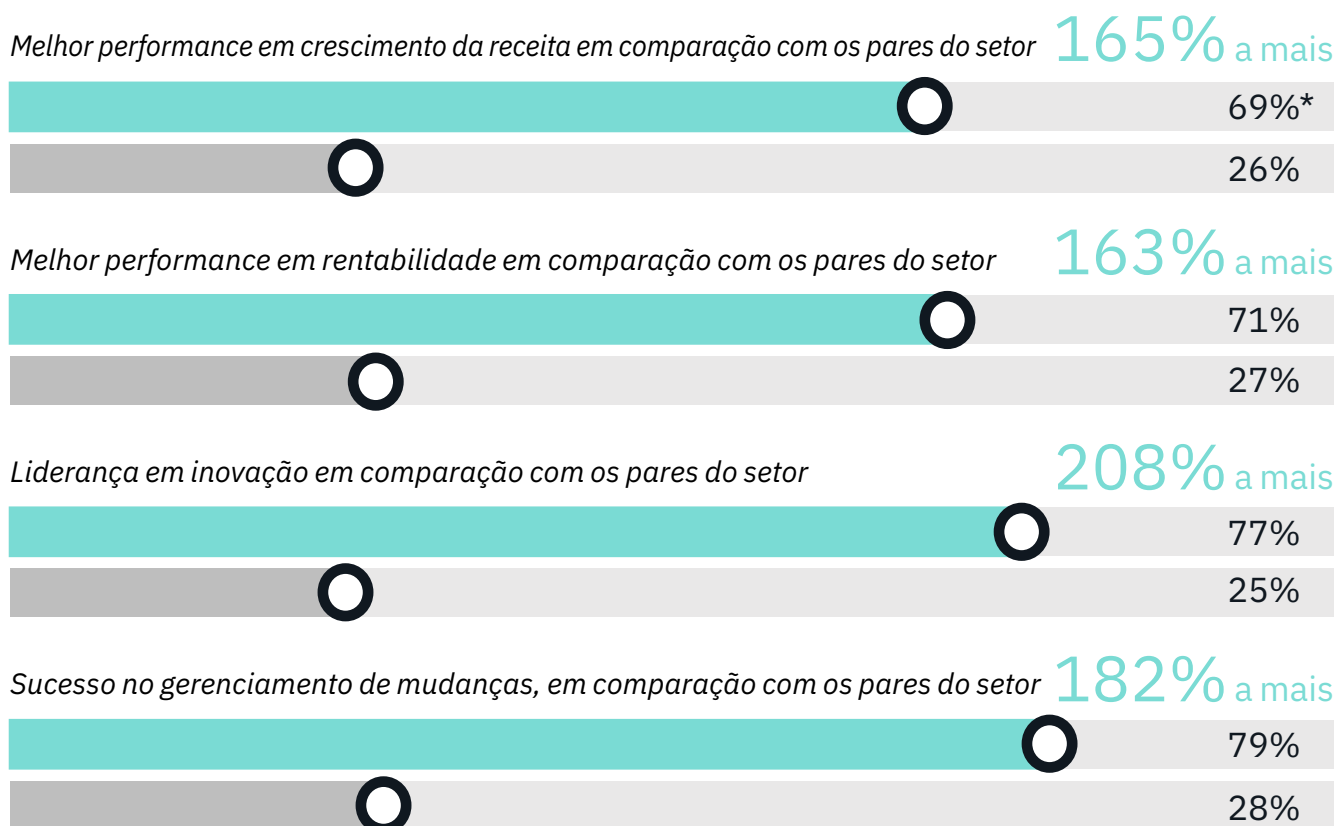 Melhor performance em crescimento da receita em comparação com os pares do setor 165% a mais
69%*
26%
Melhor performance em rentabilidade em comparação com os pares do setor 163% a mais
71%
27%
Liderança em inovação em comparação com os pares do setor 208% a mais
77%
25%
Sucesso no gerenciamento de mudanças, em comparação com os pares do setor 182% a mais
79%
28%